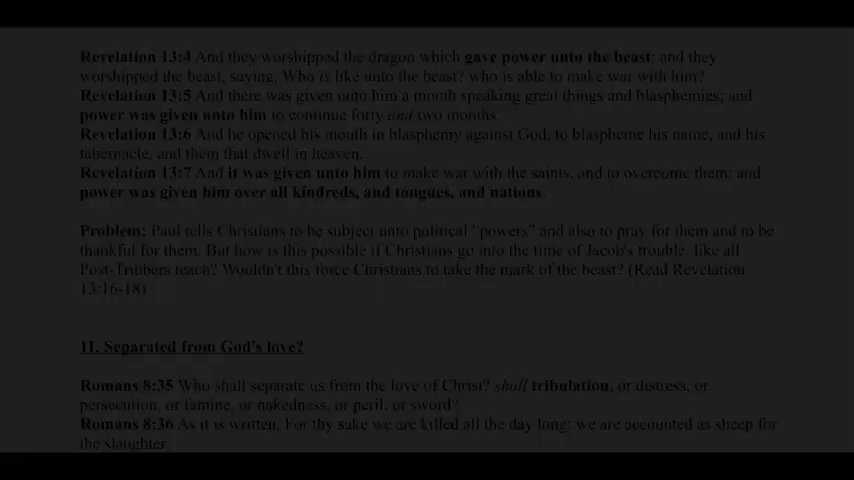 Revelation 13:4 And they worshipped the dragon which gave power unto the beast: and they
worshipped the beast, saying, Who is like unto the beast? who is able to make war with him?
Revelation 13:5 And there was given unto him a mouth speaking great things and blasphemies; and
power was given unto him to continue forty and two months.
Revelation 13:6 And he opened his mouth in blasphemy against God, to blaspheme his name, and his
tabernacle, and them that dwell in heaven.
Revelation 13:7 And it was given unto him to make war with the saints, and to overcome them: and
power was given him over all kindreds, and tongues, and nations.
Problem: Paul tells Christians to be subject unto political “powers” and also to pray for them and to be
thankful for them. But how is this possible if Christians go into the time of Jacob's trouble, like all
Post-Tribbers teach? Wouldn't this force Christians to take the mark of the beast? (Read Revelation
13:16-18)
11. Separated from God's love?
Romans 8:35 Who shall separate us from the love of Christ? shall tribulation, or distress, or
persecution, or famine, or nakedness, or peril, or sword?
Romans 8:36 As it is written, For thy sake we are killed all the day long; we are accounted as sheep for
the slaughter.